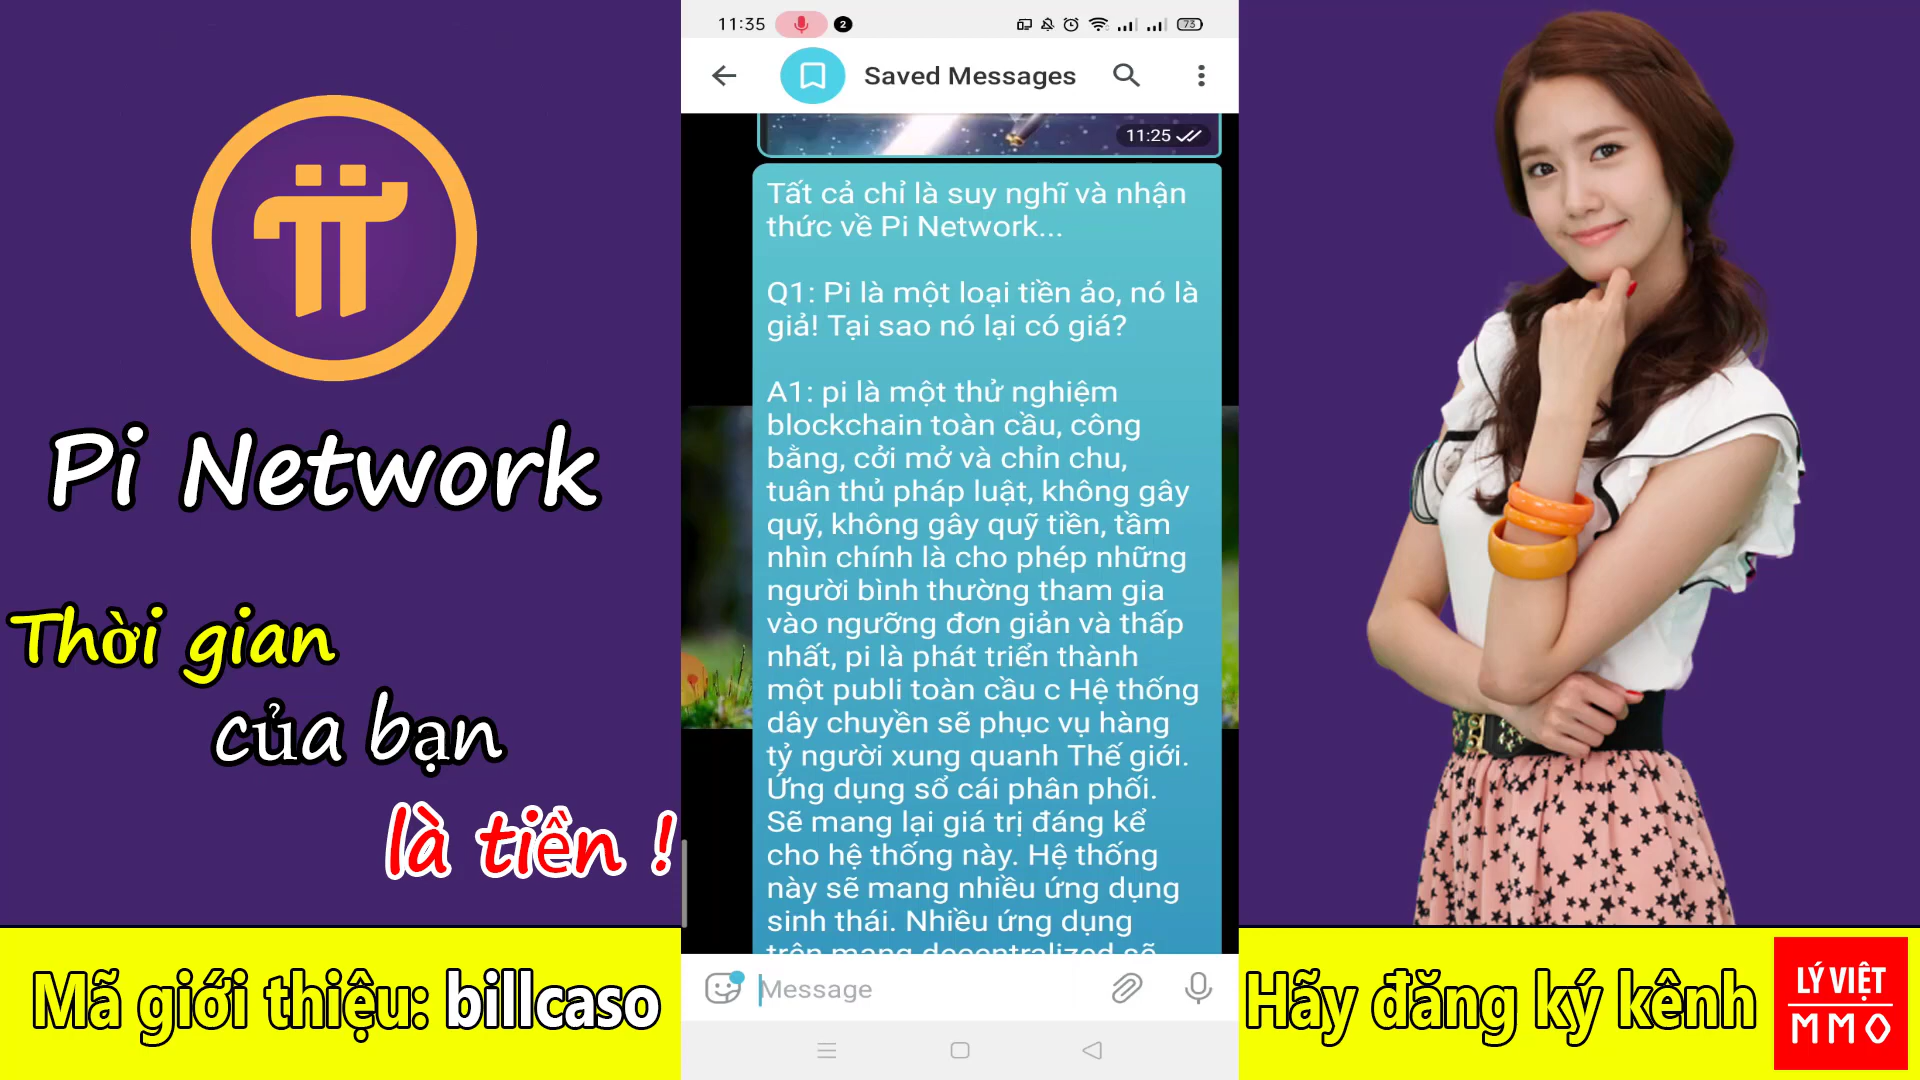 Pi Network
Thời gian
của bạn
là tiền !
Mã giới thiệu: billcaso
11:35
2
73
Saved Messages
11:25
Tất cả chỉ là suy nghĩ và nhận
thức về Pi Network...
Q1: Pi là một loại tiền ảo, nó là
giả! Tại sao nó lại có giá?
A1: pi là một thử nghiệm
blockchain toàn cầu, công
bằng, cởi mở và chỉn chu,
tuân thủ pháp luật, không gây
quỹ, không gây quỹ tiền, tầm
nhìn chính là cho phép những
người bình thường tham gia
vào ngưỡng đơn giản và thấp
nhất, pi là phát triển thành
một publi toàn cầu c Hệ thống
dây chuyền sẽ phục vụ hàng
tỷ người xung quanh Thế giới.
Ứng dụng sổ cái phân phối.
Sẽ mang lại giá trị đáng kể
cho hệ thống này. Hệ thống
này sẽ mang nhiều ứng dụng
sinh thái. Nhiều ứng dụng
trên mạng decentralized sẽ
Message
Hãy đăng ký kênh
LÝ VIỆT
MMO